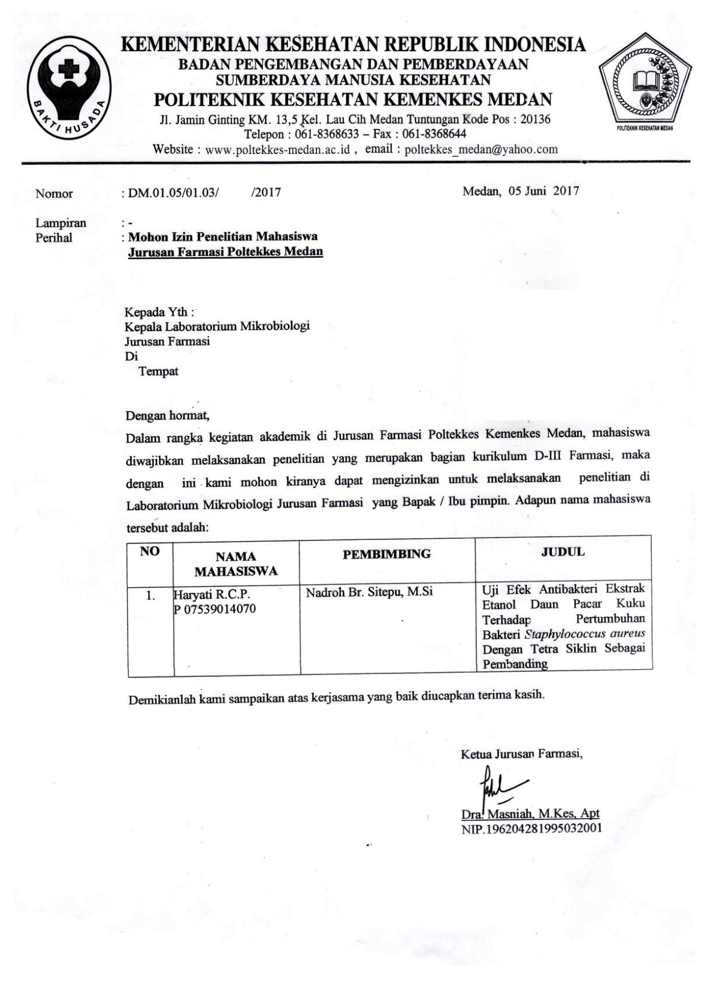 KEMENTERIAN KESEHATAN REPUBLIK INDONESIA
BADAN PENGEMBANGAN DAN PEMBERDAYAAN
SUMBERDAYA MANUSIA KESEHATAN
POLITEKNIK KESEHATAN KEMENKES MEDAN
Jl. Jamin Ginting KM. 13,5 Kel. Lau Cih Medan Tuntungan Kode Pos : 20136
Telepon : 061-8368633 – Fax : 061-8368644
Website : www.poltekkes-medan.ac.id , email : poltekkes_medan@yahoo.com
BAKTI HUSADA
POLITEKNIK KESEHATAN MEDAN
Nomor : DM.01.05/01.03/ /2017 Medan, 05 Juni 2017
Lampiran : -
Perihal : Mohon Izin Penelitian Mahasiswa
Jurusan Farmasi Poltekkes Medan
Kepada Yth :
Kepala Laboratorium Mikrobiologi
Jurusan Farmasi
Di
Tempat
Dengan hormat,
Dalam rangka kegiatan akademik di Jurusan Farmasi Poltekkes Kemenkes Medan, mahasiswa
diwajibkan melaksanakan penelitian yang merupakan bagian kurikulum D-III Farmasi, maka
dengan ini kami mohon kiranya dapat mengizinkan untuk melaksanakan penelitian di
Laboratorium Mikrobiologi Jurusan Farmasi yang Bapak / Ibu pimpin. Adapun nama mahasiswa
tersebut adalah:
NO
NAMA
MAHASISWA
PEMBIMBING
JUDUL
1.
Haryati R.C.P.
P 07539014070
Nadroh Br. Sitepu, M.Si
Uji Efek Antibakteri Ekstrak
Etanol Daun Pacar Kuku
Terhadap Pertumbuhan
Bakteri Staphylococcus aureus
Dengan Tetra Siklin Sebagai
Pembanding
Demikianlah kami sampaikan atas kerjasama yang baik diucapkan terima kasih.
Ketua Jurusan Farmasi,
Dra. Masniah, M.Kes, Apt
NIP.196204281995032001